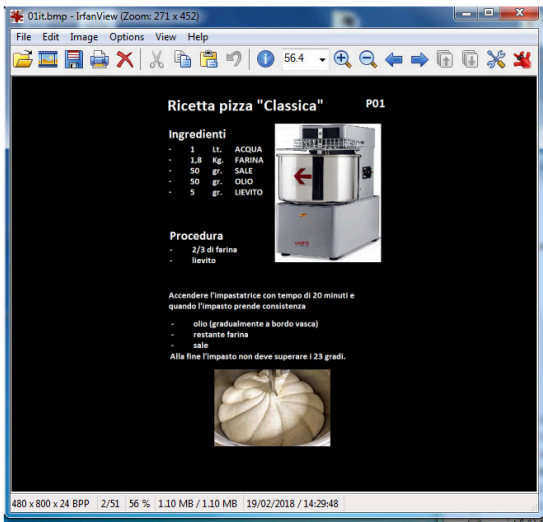 01it.bmp - IrfanView (Zoom: 271 x 452)
File Edit Image Options View Help
56.4
Ricetta pizza "Classica" P01
Ingredienti
- 1 Lt. ACQUA
- 1,8 Kg. FARINA
- 50 gr. SALE
- 50 gr. OLIO
- 5 gr. LIEVITO
Procedura
- 2/3 di farina
- lievito
Accendere l'impastatrice con tempo di 20 minuti e
quando l'impasto prende consistenza
- olio (gradualmente a bordo vasca)
- restante farina
- sale
Alla fine l'impasto non deve superare i 23 gradi.
480 x 800 x 24 BPP 2/51 56 % 1.10 MB / 1.10 MB 19/02/2018 / 14:29:48